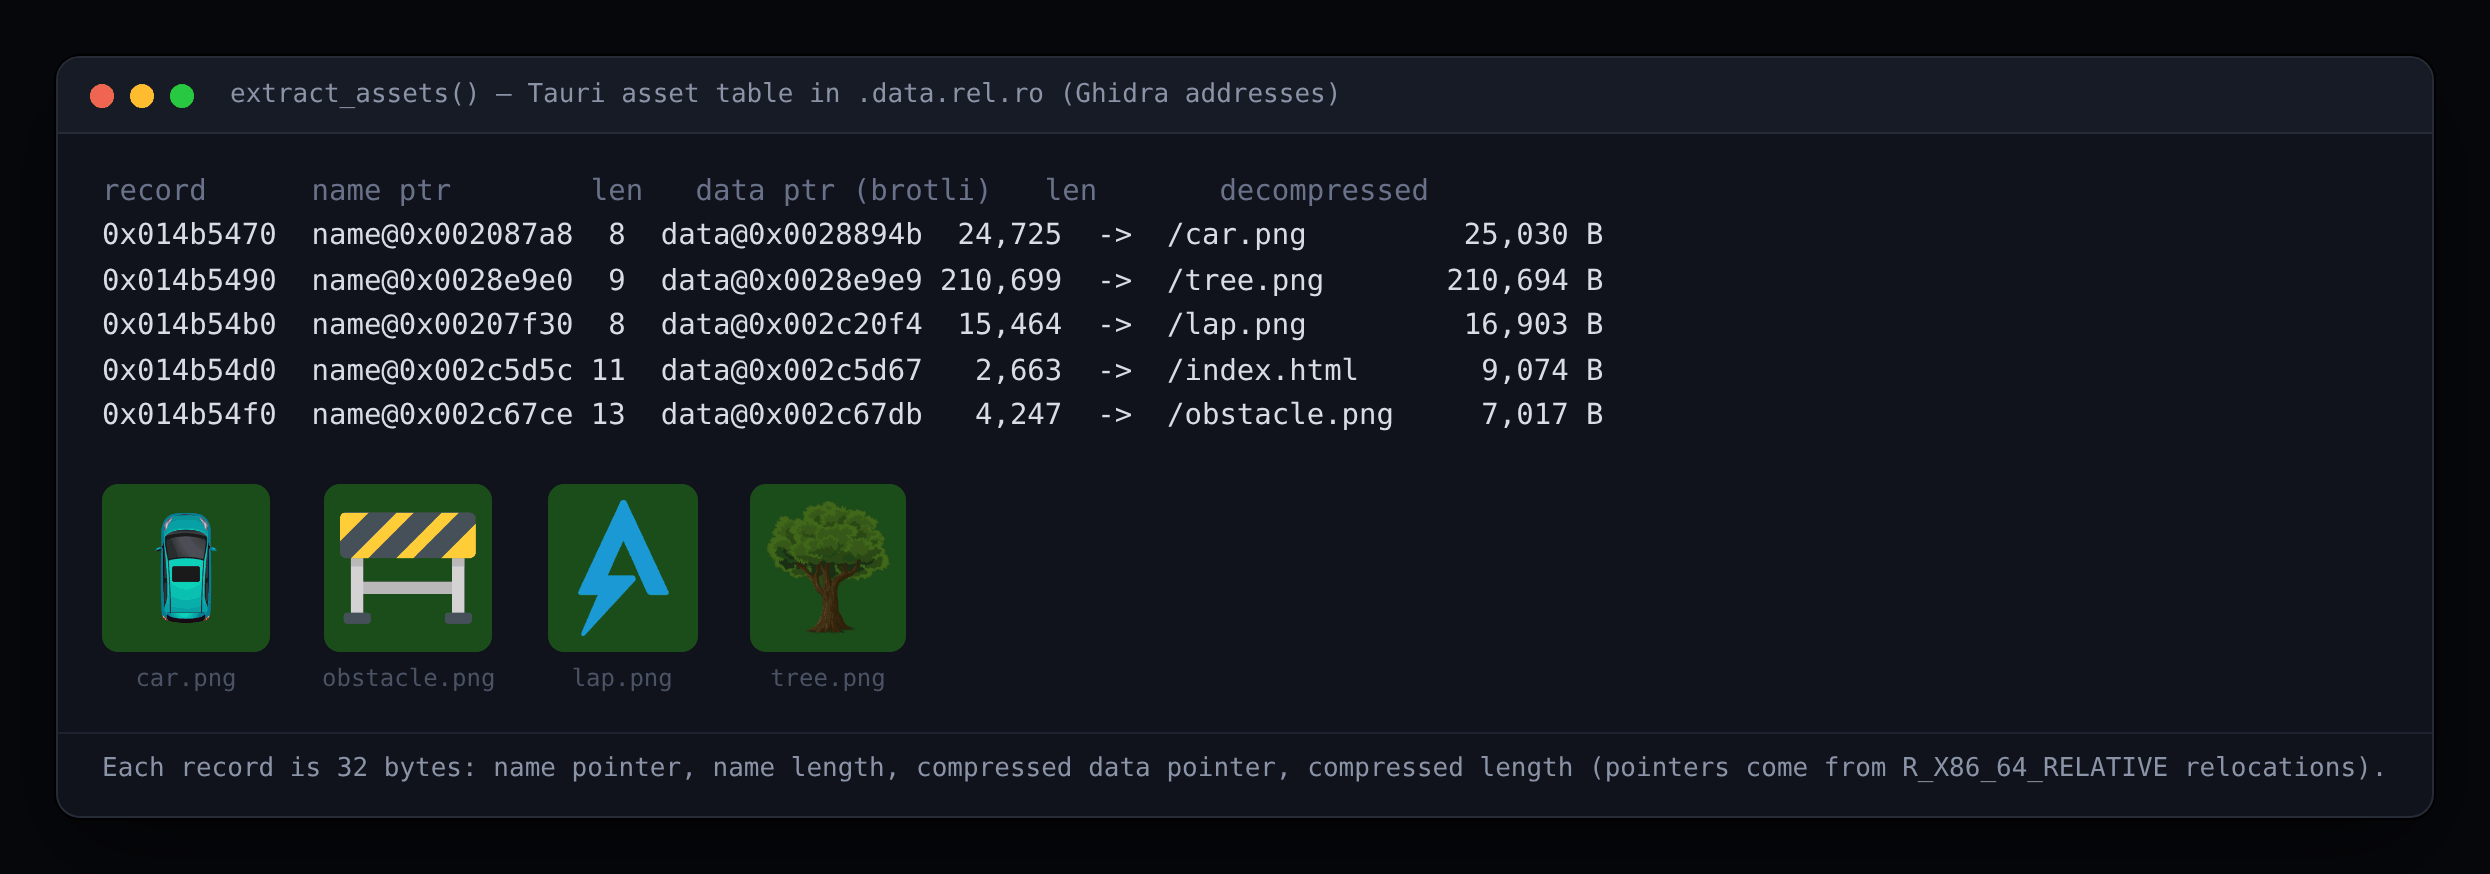 extract_assets() — Tauri asset table in .data.rel.ro (Ghidra addresses)
record name ptr len data ptr (brotli) len decompressed
0x014b5470 name@0x002087a8 8 data@0x0028894b 24,725 -> /car.png 25,030 B
0x014b5490 name@0x0028e9e0 9 data@0x0028e9e9 210,699 -> /tree.png 210,694 B
0x014b54b0 name@0x00207f30 8 data@0x002c20f4 15,464 -> /lap.png 16,903 B
0x014b54d0 name@0x002c5d5c 11 data@0x002c5d67 2,663 -> /index.html 9,074 B
0x014b54f0 name@0x002c67ce 13 data@0x002c67db 4,247 -> /obstacle.png 7,017 B
car.png obstacle.png lap.png tree.png
Each record is 32 bytes: name pointer, name length, compressed data pointer, compressed length (pointers come from R_X86_64_RELATIVE relocations).